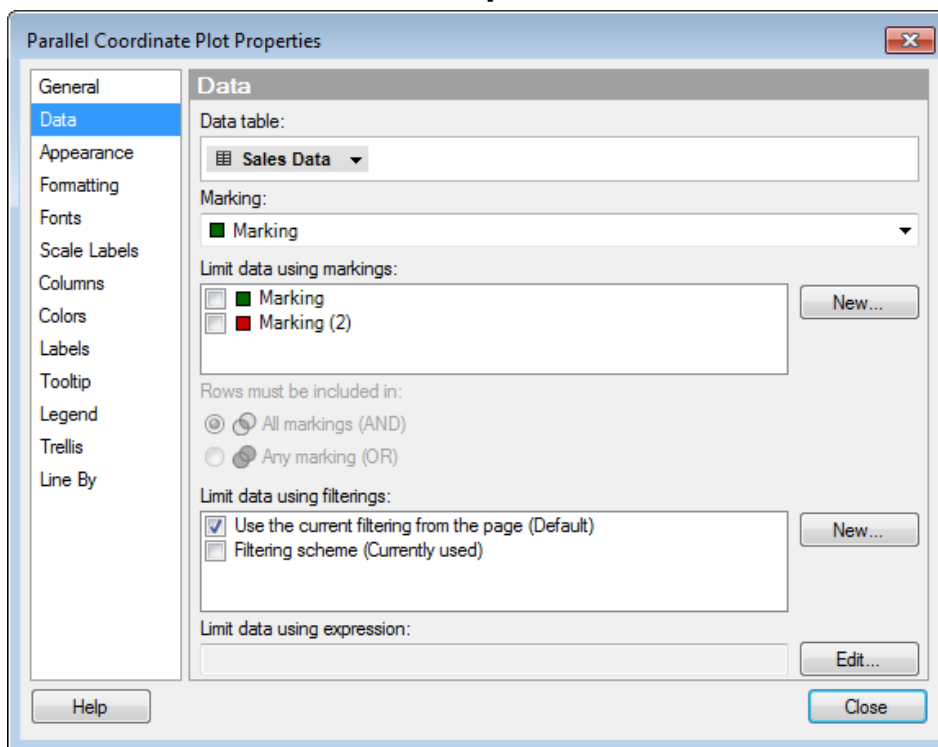 Parallel Coordinate Plot Properties
General
Data
Appearance
Formatting
Fonts
Scale Labels
Columns
Colors
Labels
Tooltip
Legend
Trellis
Line By
Data
Data table:
Sales Data
Marking:
Marking
Limit data using markings:
Marking
Marking (2)
New...
Rows must be included in:
All markings (AND)
Any marking (OR)
Limit data using filterings:
Use the current filtering from the page (Default)
Filtering scheme (Currently used)
New...
Limit data using expression:
Edit...
Help
Close